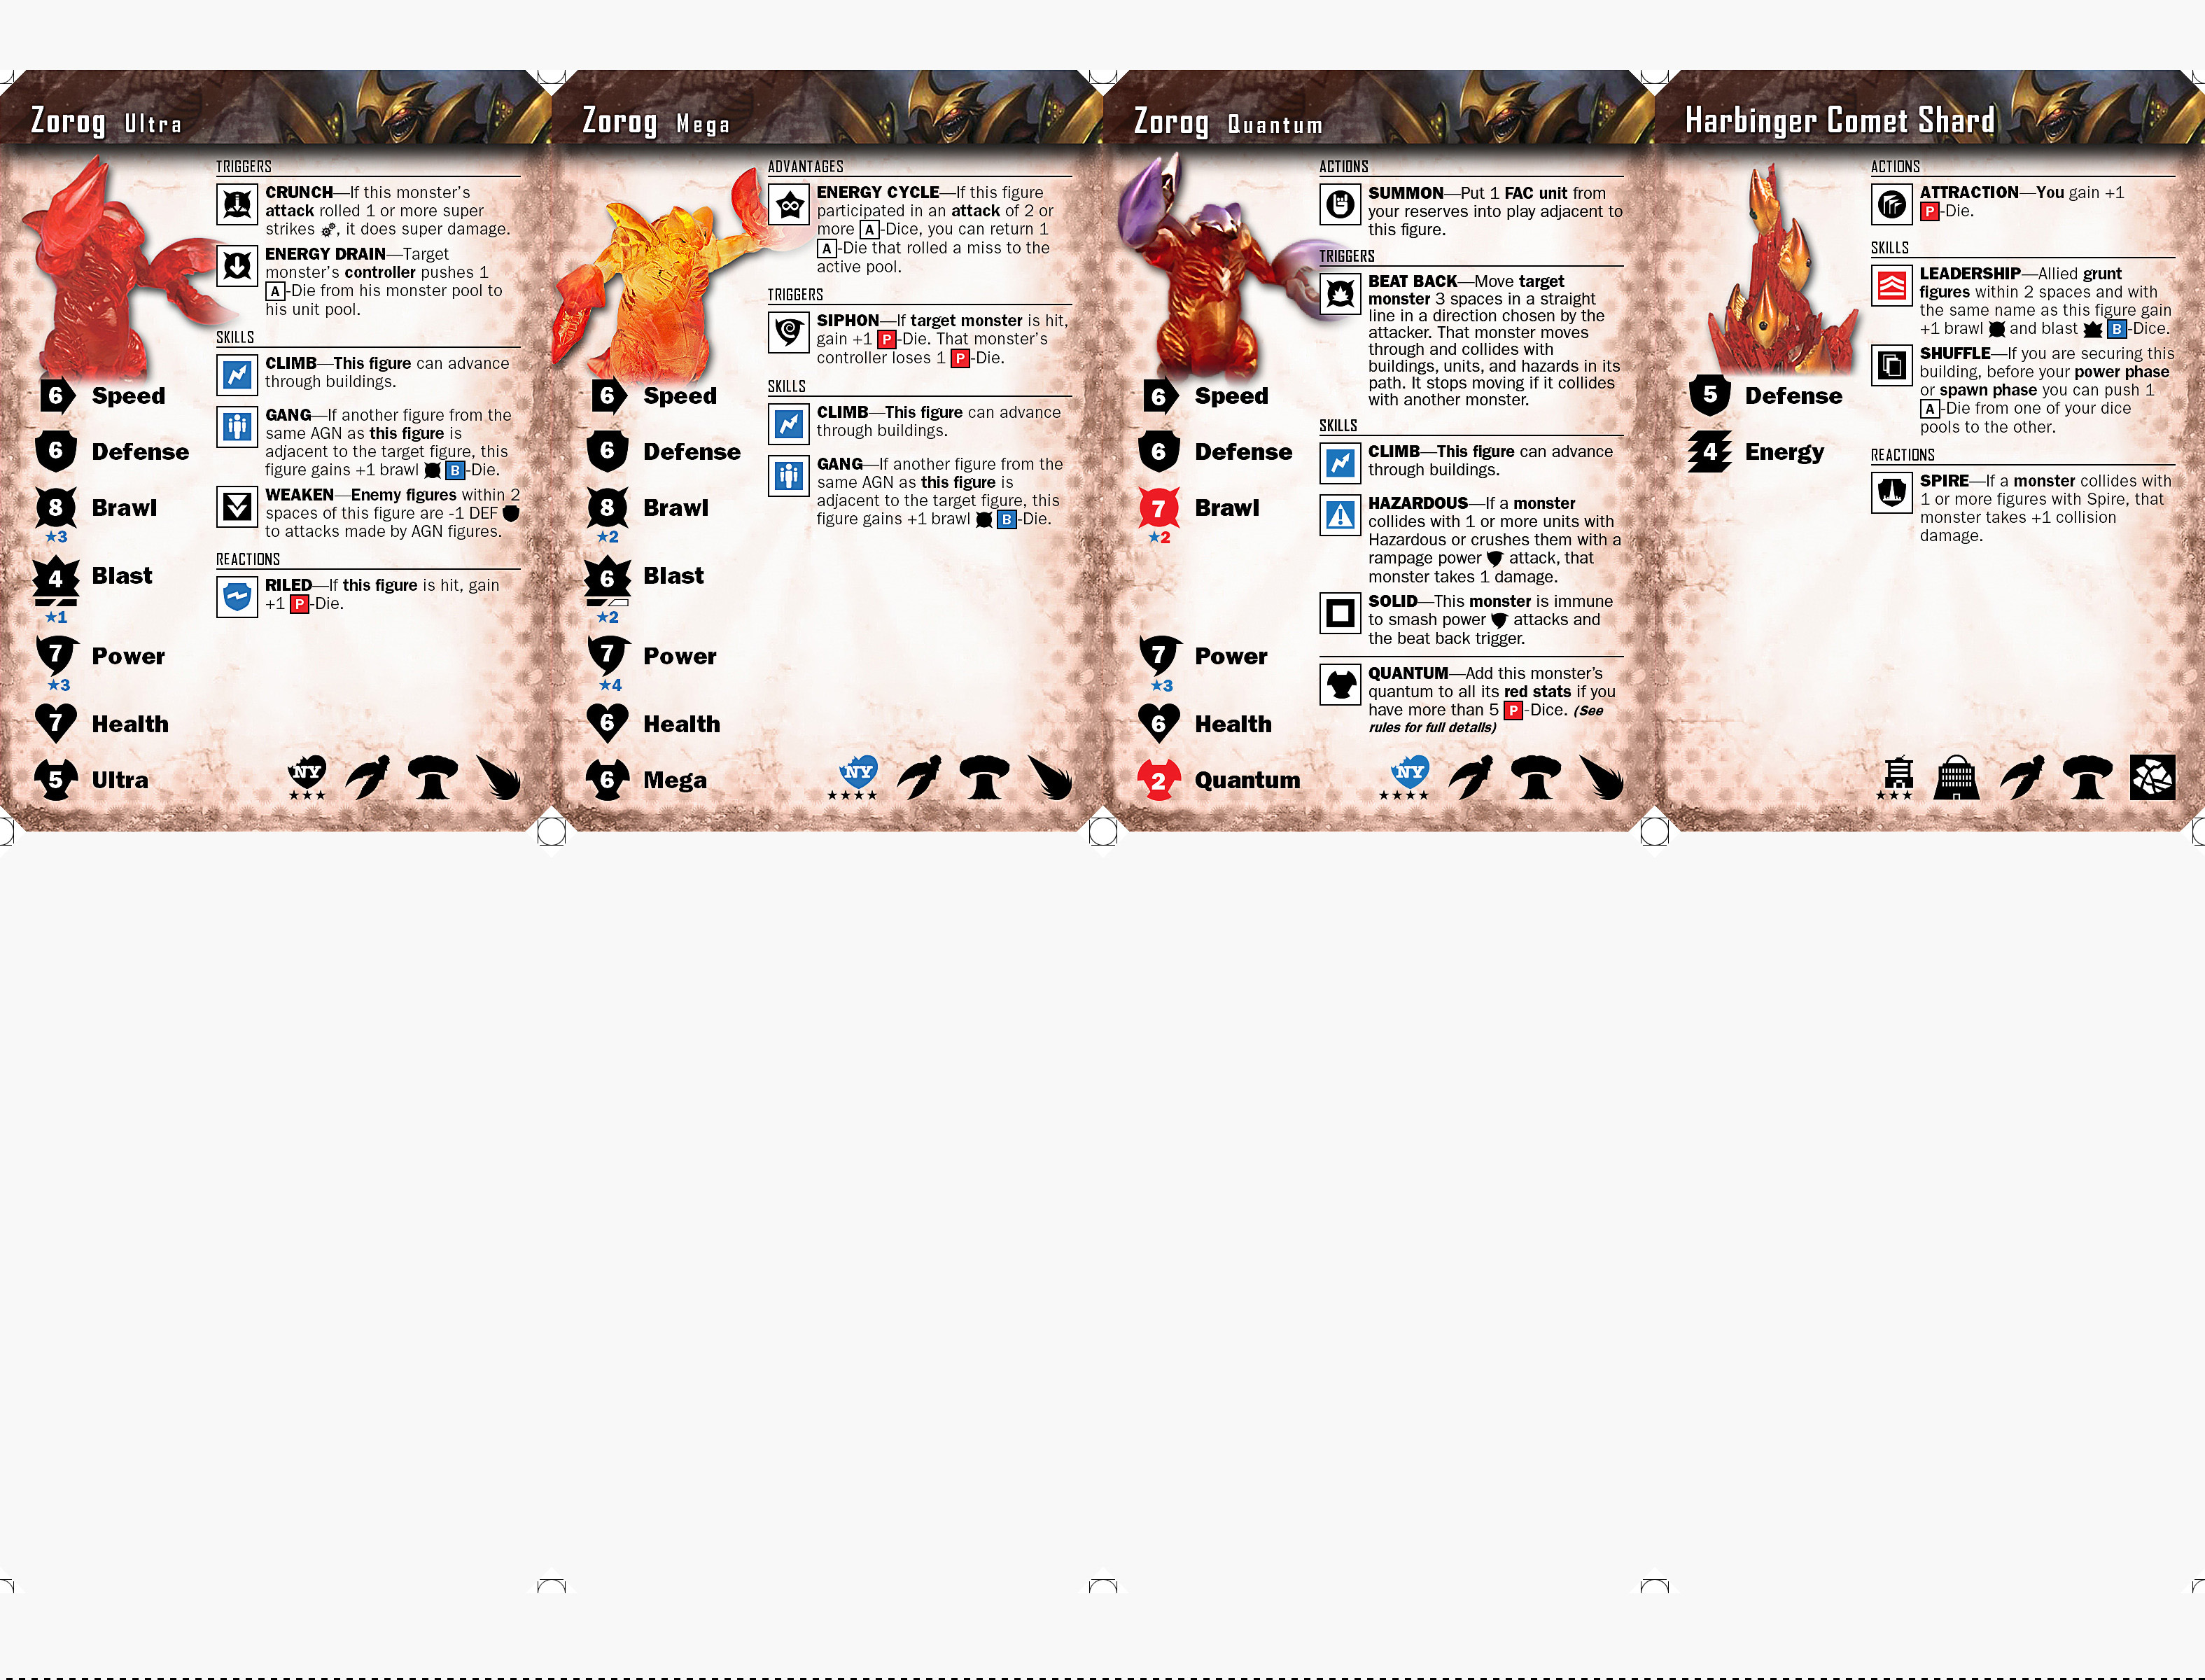 Zorog Ultra
TRIGGERS
CRUNCH—If this monster's
attack rolled 1 or more super
strikes, it does super damage.
ENERGY DRAIN—Target
monster's controller pushes 1
A-Die from his monster pool to
his unit pool.
SKILLS
CLIMB—This figure can advance
through buildings.
GANG—If another figure from the
same AGN as this figure is
adjacent to the target figure, this
figure gains +1 brawl B-Die.
WEAKEN—Enemy figures within 2
spaces of this figure are -1 DEF
to attacks made by AGN figures.
REACTIONS
RILED—If this figure is hit, gain
+1 P-Die.
6 Speed
6 Defense
8 Brawl
★3
4 Blast
★1
7 Power
★3
7 Health
5 Ultra
NY
★★★
Zorog Mega
ADVANTAGES
ENERGY CYCLE—If this figure
participated in an attack of 2 or
more A-Dice, you can return 1
A-Die that rolled a miss to the
active pool.
TRIGGERS
SIPHON—If target monster is hit,
gain +1 P-Die. That monster's
controller loses 1 P-Die.
SKILLS
CLIMB—This figure can advance
through buildings.
GANG—If another figure from the
same AGN as this figure is
adjacent to the target figure, this
figure gains +1 brawl B-Die.
6 Speed
6 Defense
8 Brawl
★2
6 Blast
★2
7 Power
★4
6 Health
6 Mega
NY
★★★★
Zorog Quantum
ACTIONS
SUMMON—Put 1 FAC unit from
your reserves into play adjacent to
this figure.
TRIGGERS
BEAT BACK—Move target
monster 3 spaces in a straight
line in a direction chosen by the
attacker. That monster moves
through and collides with
buildings, units, and hazards in its
path. It stops moving if it collides
with another monster.
SKILLS
CLIMB—This figure can advance
through buildings.
HAZARDOUS—If a monster
collides with 1 or more units with
Hazardous or crushes them with a
rampage power attack, that
monster takes 1 damage.
SOLID—This monster is immune
to smash power attacks and
the beat back trigger.
QUANTUM—Add this monster's
quantum to all its red stats if you
have more than 5 P-Dice. (See
rules for full details)
6 Speed
6 Defense
7 Brawl
★2
7 Power
★3
6 Health
2 Quantum
NY
★★★★
Harbinger Comet Shard
ACTIONS
ATTRACTION—You gain +1
P-Die.
SKILLS
LEADERSHIP—Allied grunt
figures within 2 spaces and with
the same name as this figure gain
+1 brawl and blast B-Dice.
SHUFFLE—If you are securing this
building, before your power phase
or spawn phase you can push 1
A-Die from one of your dice
pools to the other.
REACTIONS
SPIRE—If a monster collides with
1 or more figures with Spire, that
monster takes +1 collision
damage.
5 Defense
4 Energy
★★★